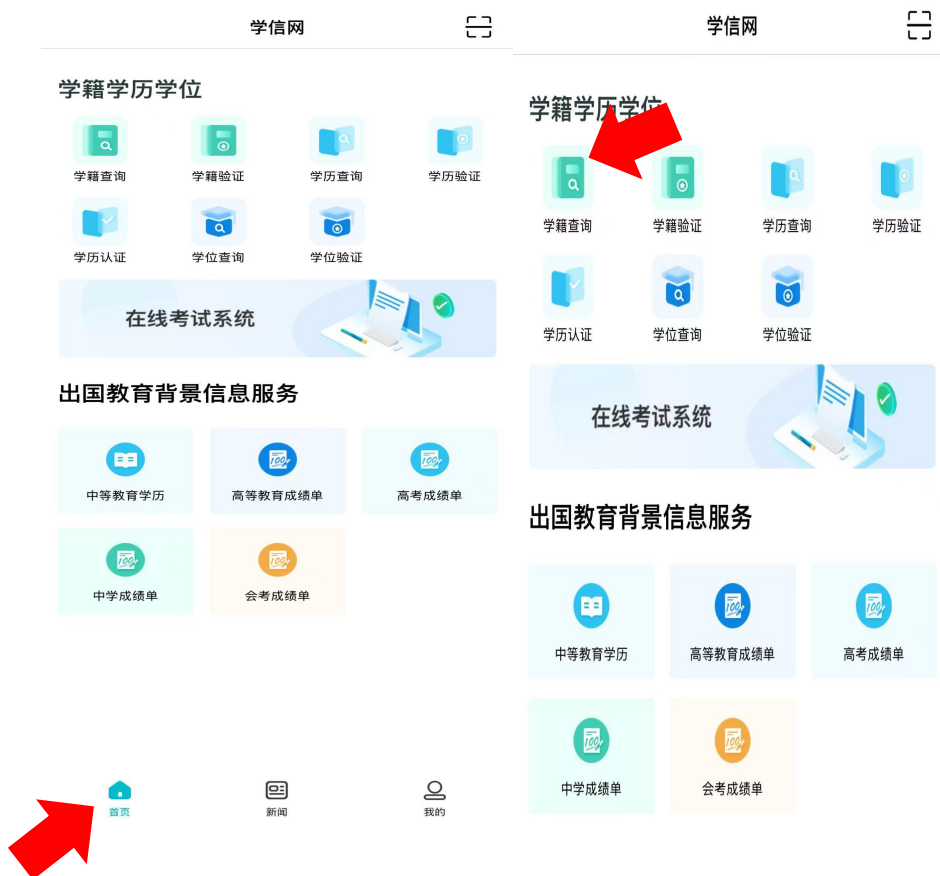 学信网
学籍学历学位
学籍查询 学籍验证 学历查询 学历验证
学历认证 学位查询 学位验证
在线考试系统
出国教育背景信息服务
中等教育学历 高等教育成绩单 高考成绩单
中学成绩单 会考成绩单
首页 新闻 我的
学信网
学籍学历学位
学籍查询 学籍验证 学历查询 学历验证
学历认证 学位查询 学位验证
在线考试系统
出国教育背景信息服务
中等教育学历 高等教育成绩单 高考成绩单
中学成绩单 会考成绩单